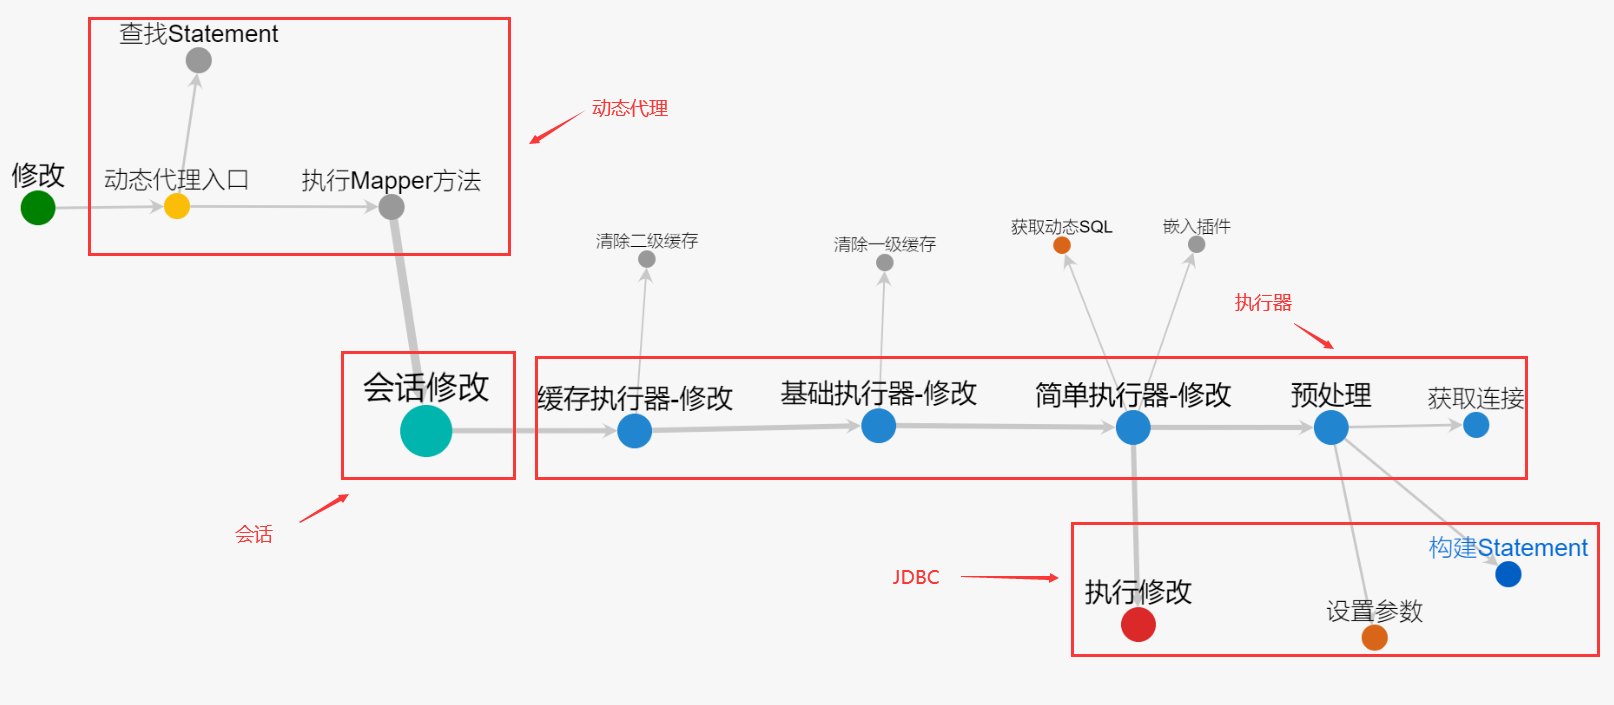 查找Statement
动态代理
修改
动态代理入口
执行Mapper方法
清除二级缓存
清除一级缓存
获取动态SQL
嵌入插件
执行器
会话修改
缓存执行器-修改
基础执行器-修改
简单执行器-修改
预处理
获取连接
会话
JDBC
构建Statement
执行修改
设置参数